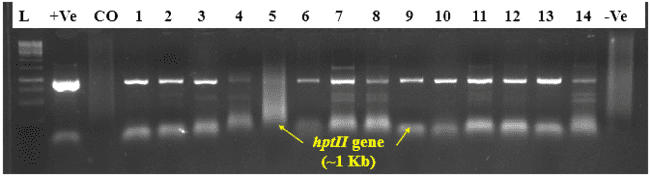 L +Ve CO 1 2 3 4 5 6 7 8 9 10 11 12 13 14 -Ve
hptII gene
(~1 Kb)